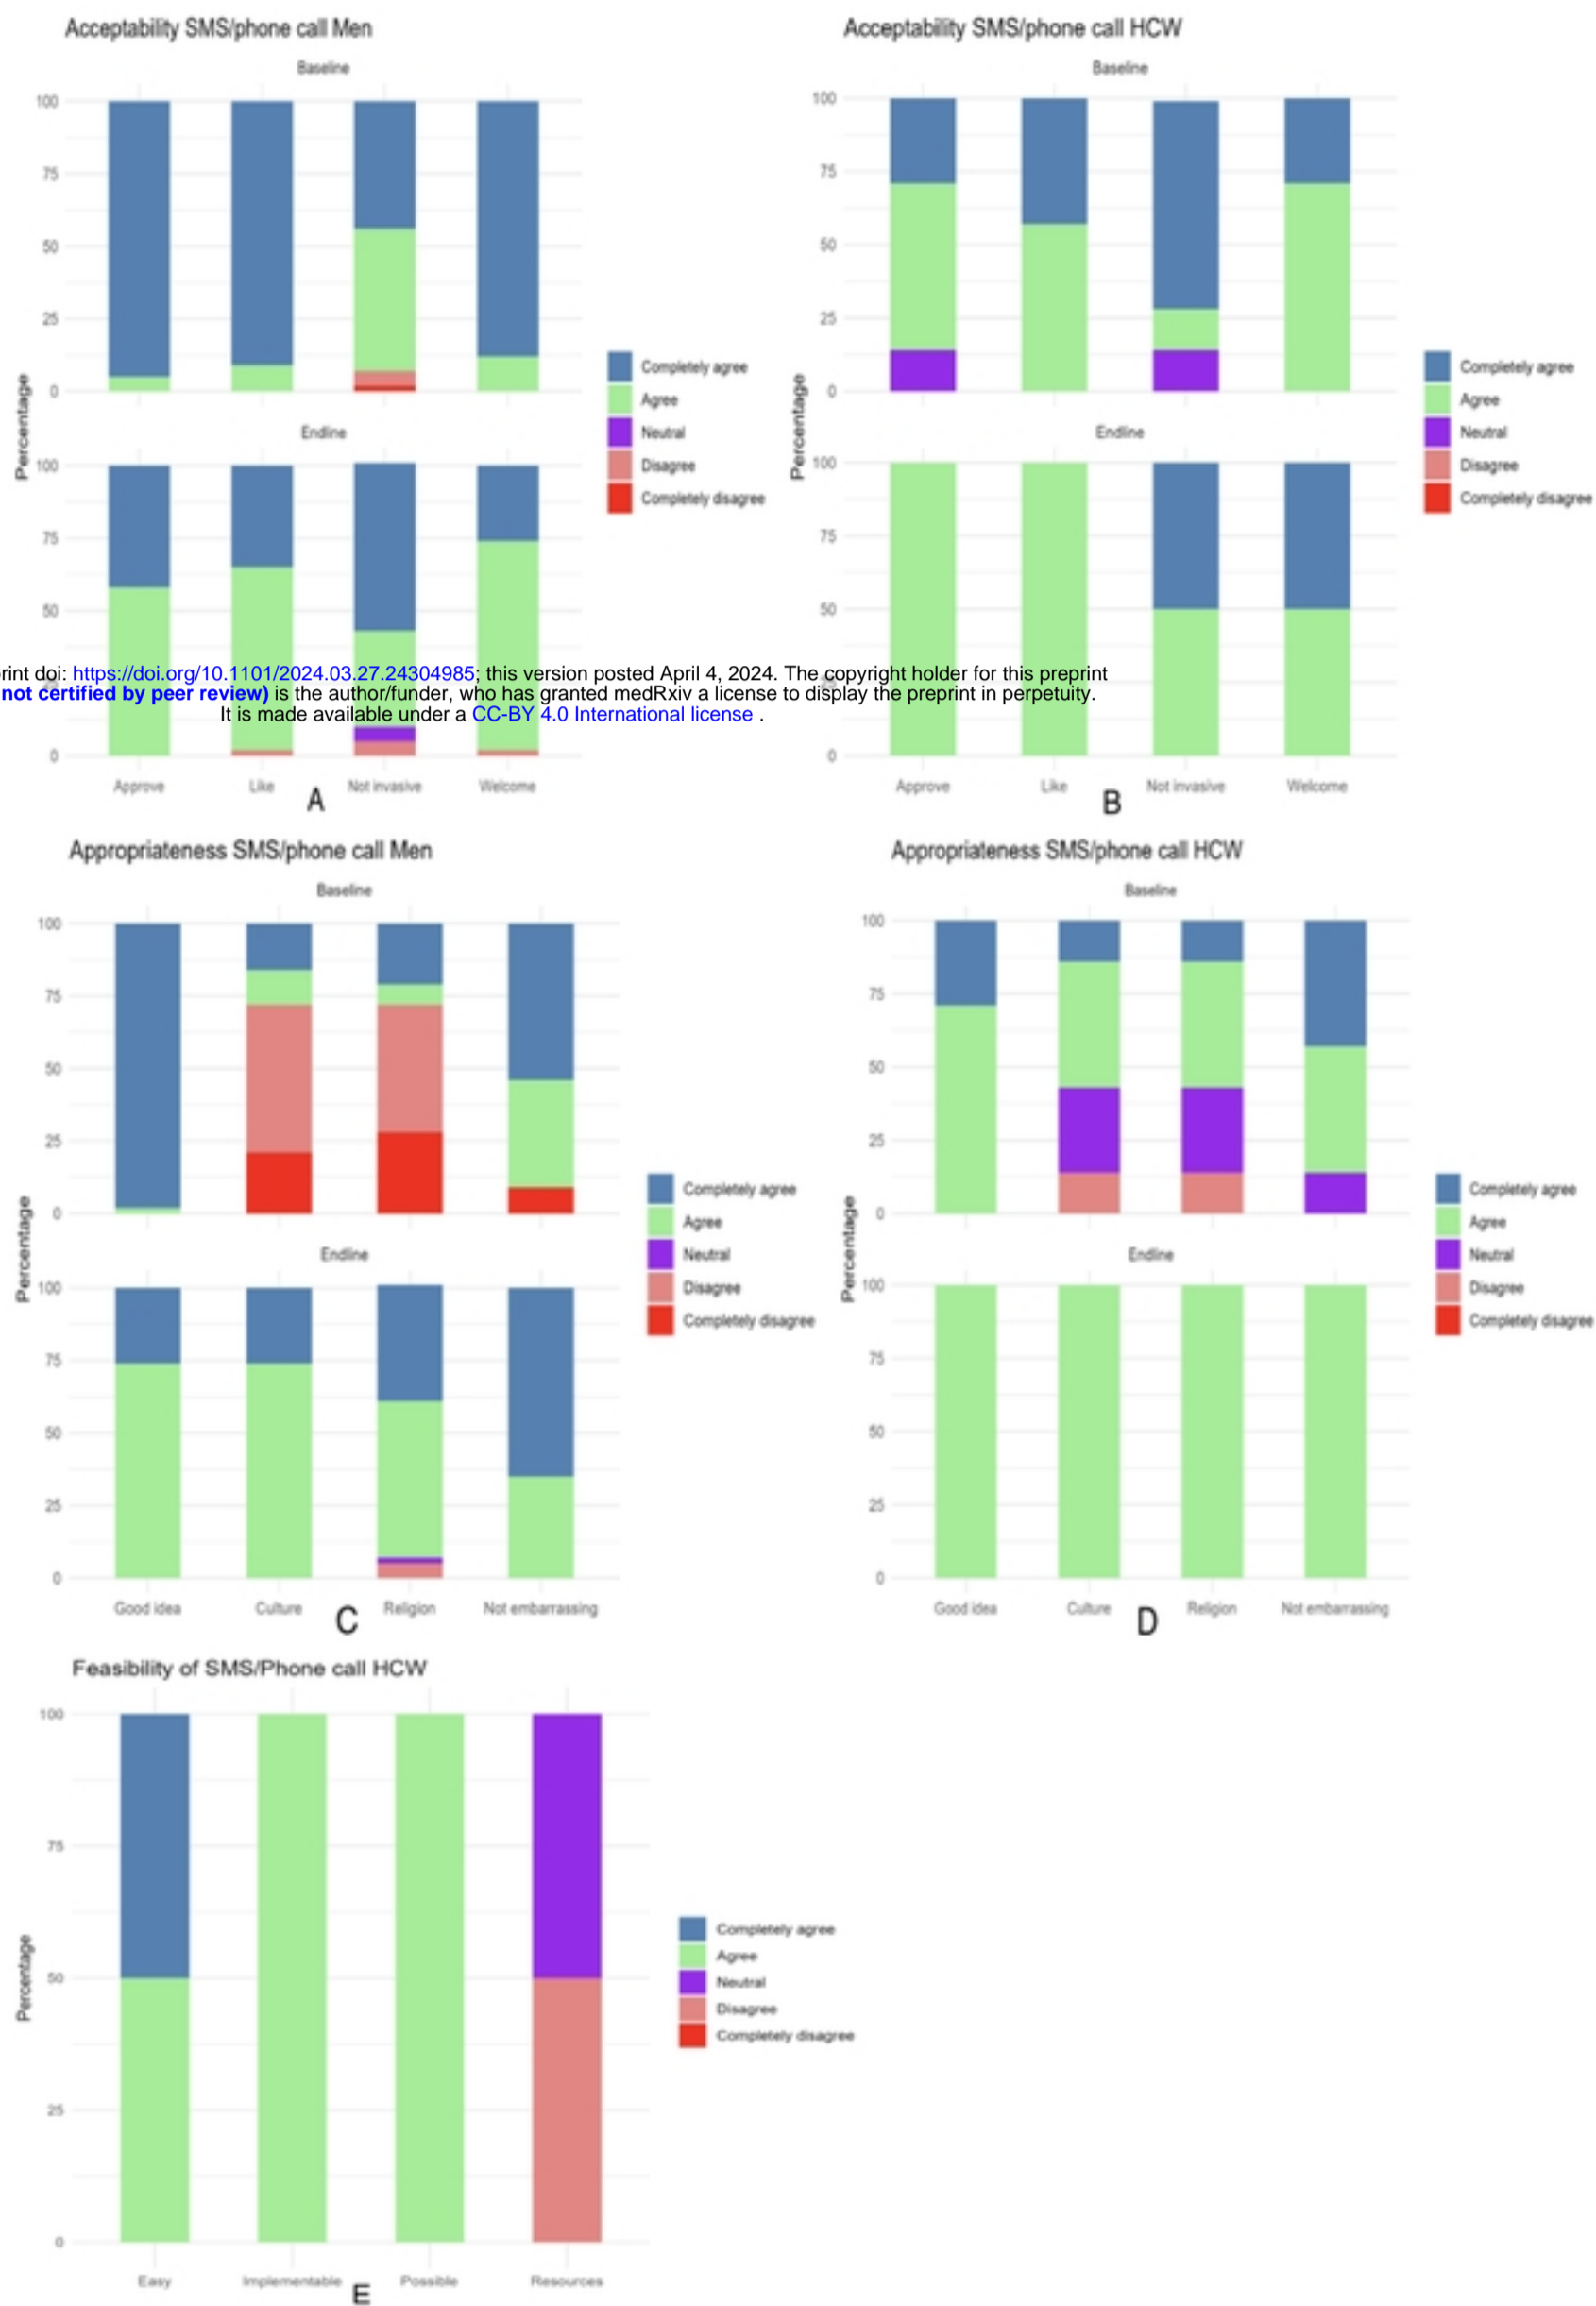 Acceptability SMS/phone call Men
Baseline
100
75
50
25
0
Endline
100
75
50
0
Percentage
Approve Like Not invasive Welcome
A
Completely agree
Agree
Neutral
Disagree
Completely disagree
Acceptability SMS/phone call HCW
Baseline
100
75
50
25
0
Endline
100
75
50
0
Percentage
Approve Like Not invasive Welcome
B
Completely agree
Agree
Neutral
Disagree
Completely disagree
rint doi: https://doi.org/10.1101/2024.03.27.24304985; this version posted April 4, 2024. The copyright holder for this preprint
not certified by peer review) is the author/funder, who has granted medRxiv a license to display the preprint in perpetuity.
It is made available under a CC-BY 4.0 International license .
Appropriateness SMS/phone call Men
Baseline
100
75
50
25
0
Endline
100
75
50
25
0
Percentage
Good idea Culture Religion Not embarrassing
C
Completely agree
Agree
Neutral
Disagree
Completely disagree
Appropriateness SMS/phone call HCW
Baseline
100
75
50
25
0
Endline
100
75
50
25
0
Percentage
Good idea Culture Religion Not embarrassing
D
Completely agree
Agree
Neutral
Disagree
Completely disagree
Feasibility of SMS/Phone call HCW
100
75
50
25
0
Percentage
Easy Implementable Possible Resources
E
Completely agree
Agree
Neutral
Disagree
Completely disagree